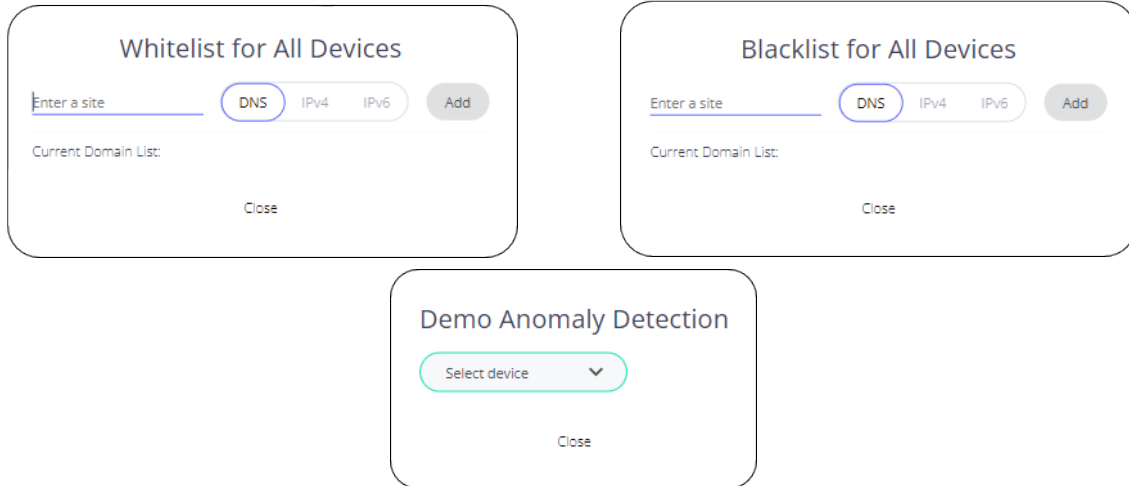 Whitelist for All Devices
Enter a site DNS IPv4 IPv6 Add
Current Domain List:
Close
Blacklist for All Devices
Enter a site DNS IPv4 IPv6 Add
Current Domain List:
Close
Demo Anomaly Detection
Select device
Close